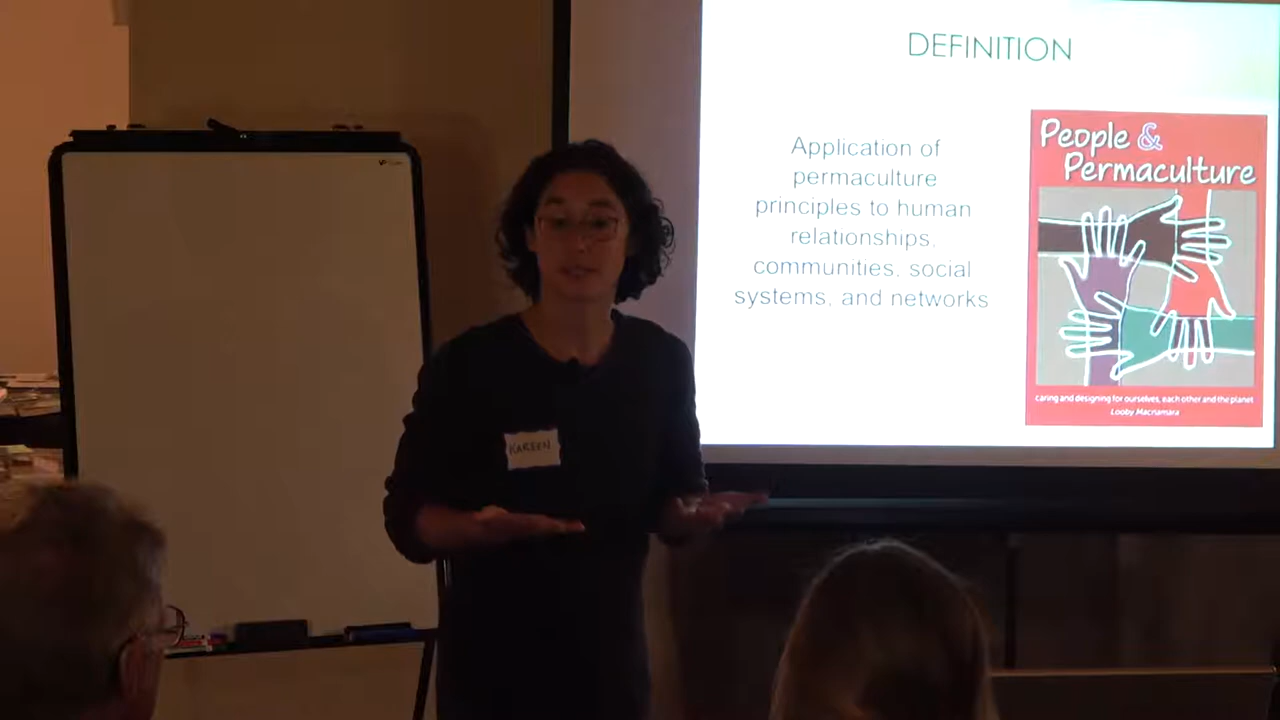 DEFINITION
Application of
permaculture
principles to human
relationships,
communities, social
systems, and networks
People &
Permaculture
caring and designing for ourselves, each other and the planet
Looby Macnamara
KAREEN